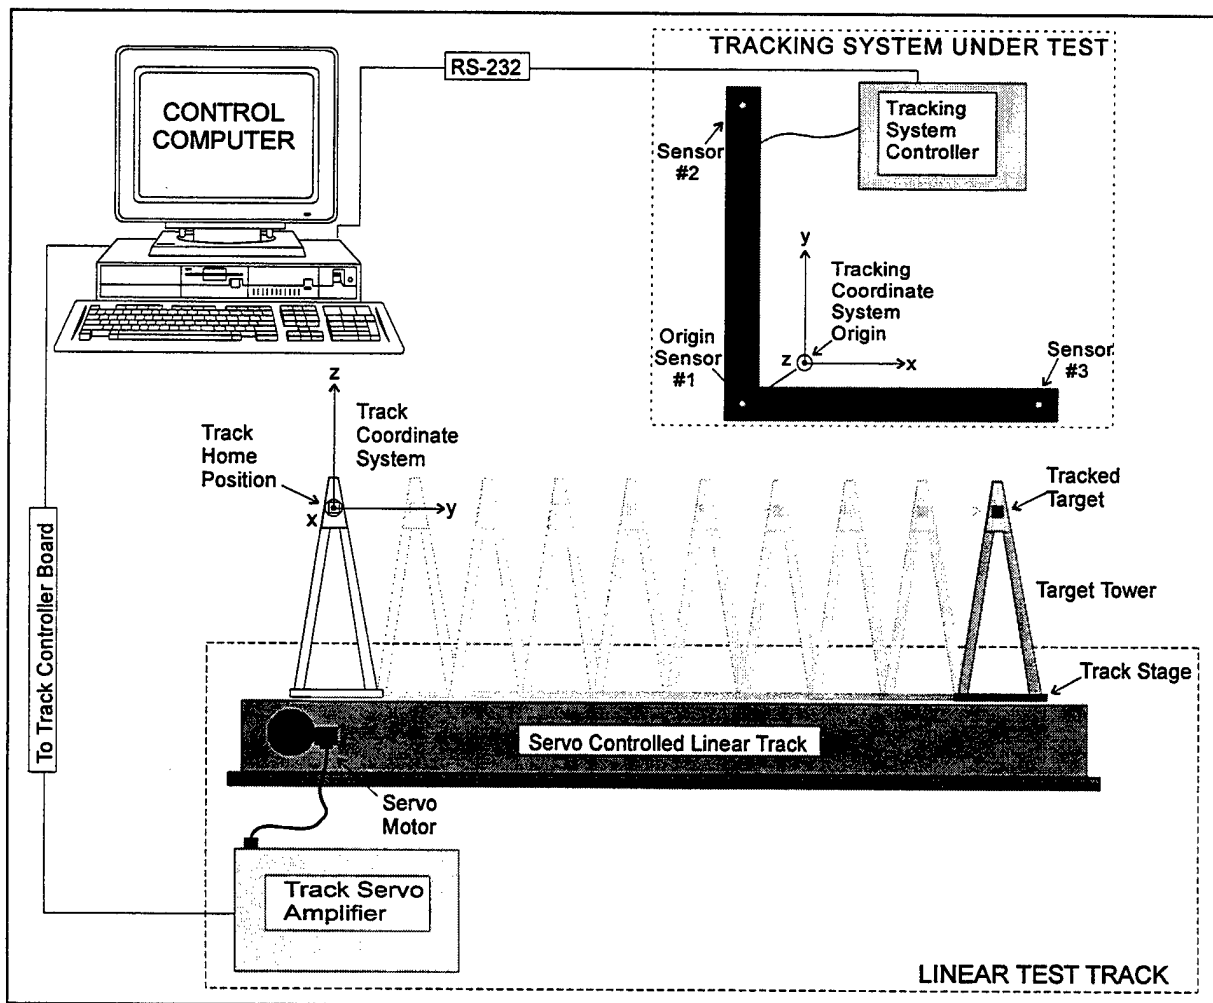 TRACKING SYSTEM UNDER TEST
RS-232
CONTROL
COMPUTER
Tracking
System
Controller
Sensor
#2
y
Tracking
Coordinate
System
Origin
Origin
Sensor
#1
z
x
Sensor
#3
z
Track
Coordinate
System
Track
Home
Position
x
y
Tracked
Target
To Track Controller Board
Target Tower
Track Stage
Servo Controlled Linear Track
Servo
Motor
Track Servo
Amplifier
LINEAR TEST TRACK